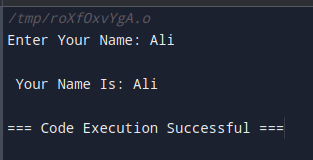 /tmp/roXfOxvYgA.o
Enter Your Name: Ali
Your Name Is: Ali
=== Code Execution Successful ===